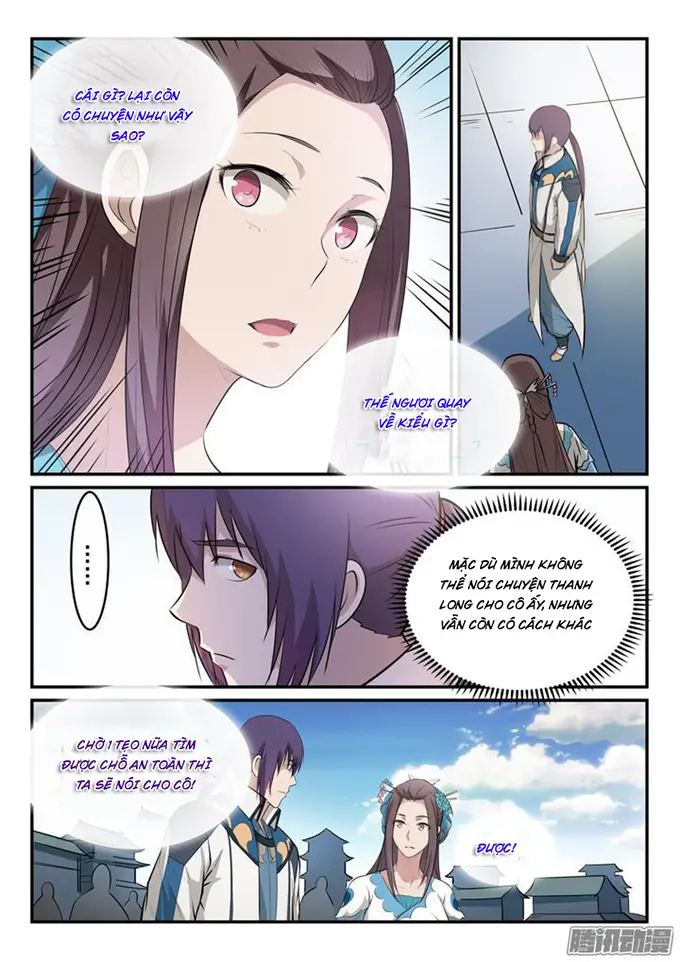 CÁI GÌ? LẠI CÒN
CÓ CHUYỆN NHƯ VẬY
SAO?
THẾ NGƯƠI QUAY
VỀ KIỂU GÌ?
......
MẶC DÙ MÌNH KHÔNG
THỂ NÓI CHUYỆN THANH
LONG CHO CÔ ẤY, NHƯNG
VẪN CÒN CÓ CÁCH KHÁC
CHỜ 1 TẸO NỮA TÌM
ĐƯỢC CHỖ AN TOÀN THÌ
TA SẼ NÓI CHO CÔ!
ĐƯỢC!
腾讯动漫